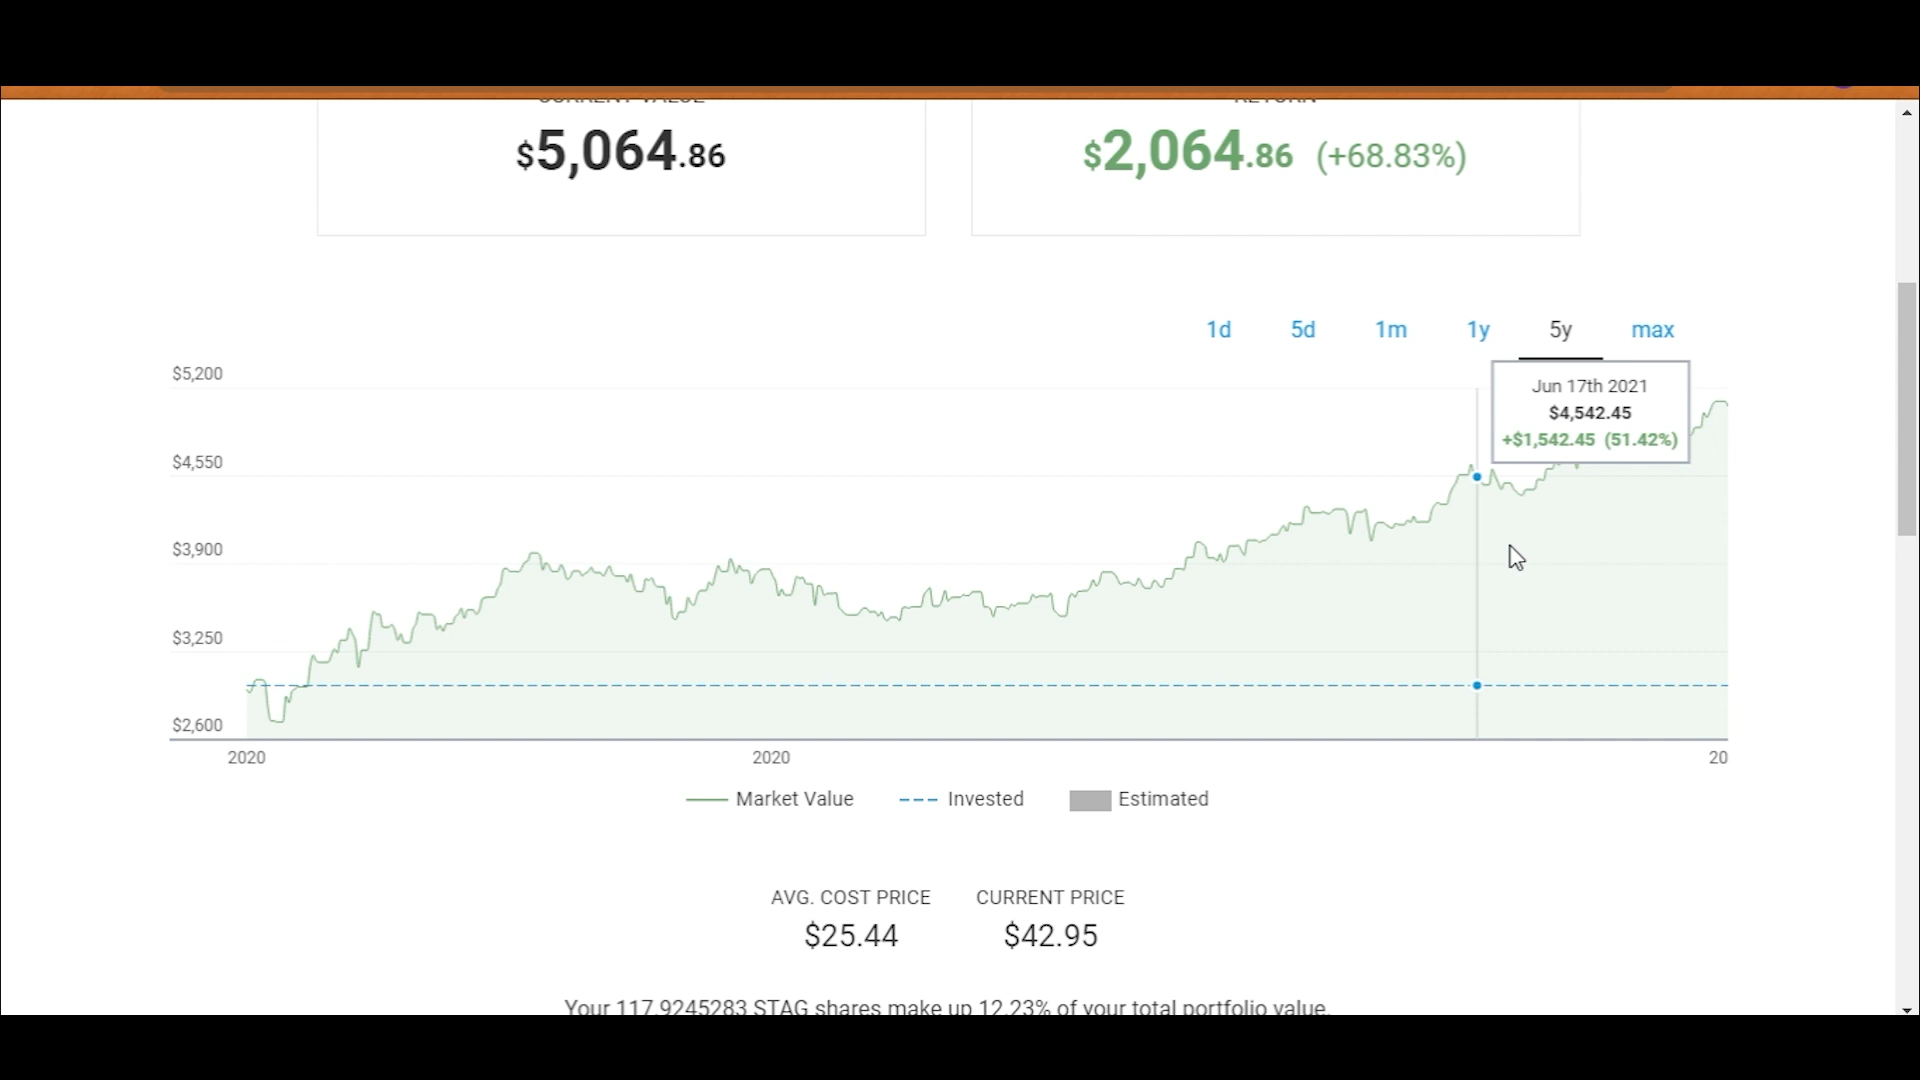 CURRENT VALUE
RETURN
$5,064.86
$2,064.86 (+68.83%)
1d 5d 1m 1y 5y max
Jun 17th 2021
$4,542.45
+$1,542.45 (51.42%)
$5,200
$4,550
$3,900
$3,250
$2,600
2020 2020 20
Market Value Invested Estimated
AVG. COST PRICE CURRENT PRICE
$25.44 $42.95
Your 117.9245283 STAG shares make up 12.23% of your total portfolio value.